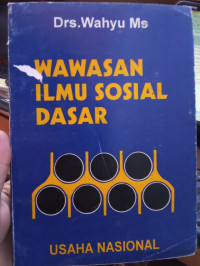 Drs.Wahyu Ms
WAWASAN
ILMU SOSIAL
DASAR
USAHA NASIONAL